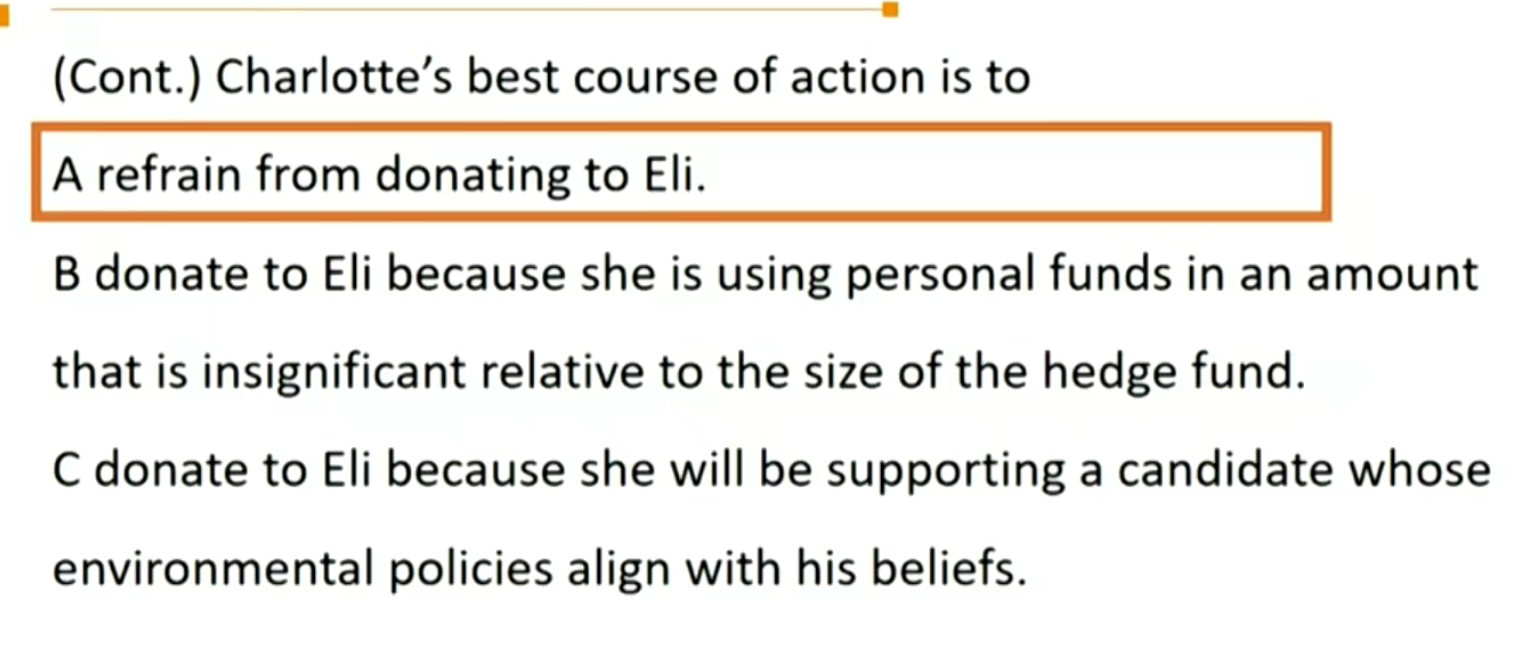 (Cont.) Charlotte’s best course of action is to
A refrain from donating to Eli.
B donate to Eli because she is using personal funds in an amount
that is insignificant relative to the size of the hedge fund.
C donate to Eli because she will be supporting a candidate whose
environmental policies align with his beliefs.